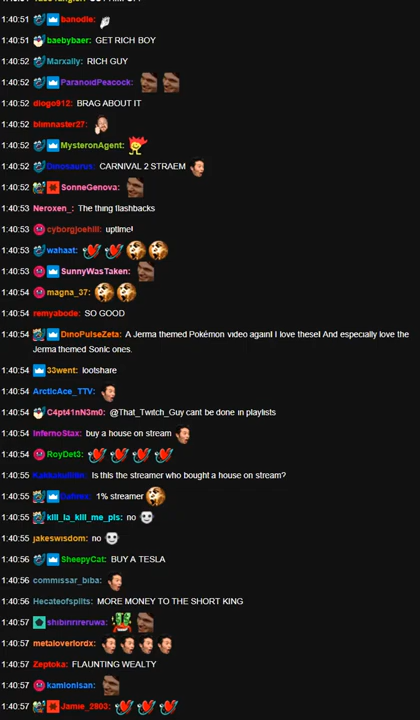 1:40:51 banodle:
1:40:51 baebybaer: GET RICH BOY
1:40:52 Marxally: RICH GUY
1:40:52 ParanoidPeacock:
1:40:52 diogo912: BRAG ABOUT IT
1:40:52 blimnaster27:
1:40:52 MysteronAgent:
1:40:52 Dinosaurus: CARNIVAL 2 STRAEM
1:40:52 SonneGenova:
1:40:53 Neroxen_: The thing flashbacks
1:40:53 cyborgjoehill: uptime!
1:40:53 wahaat:
1:40:53 SunnyWasTaken:
1:40:54 magna_37:
1:40:54 remyabode: SO GOOD
1:40:54 DinoPulseZeta: A Jerma themed Pokémon video again! I love these! And especially love the
Jerma themed Sonic ones.
1:40:54 33went: lootshare
1:40:54 ArcticAce_TTV:
1:40:54 C4pt41nN3m0: @That_Twitch_Guy cant be done in playlists
1:40:54 InfernoStax: buy a house on stream
1:40:54 RoyDet3:
1:40:55 Is this the streamer who bought a house on stream?
1:40:55 1% streamer
1:40:55 kill_la_kill_me_pls: no
1:40:55 jakeswisdom: no
1:40:56 SheepyCat: BUY A TESLA
1:40:56 commissar_biba:
1:40:56 Hecateofspits: MORE MONEY TO THE SHORT KING
1:40:57 shibiririeruwa:
1:40:57 metaloverlordx:
1:40:57 Zeptoka: FLAUNTING WEALTY
1:40:57 kamionisan:
1:40:57 Jamie_2803: